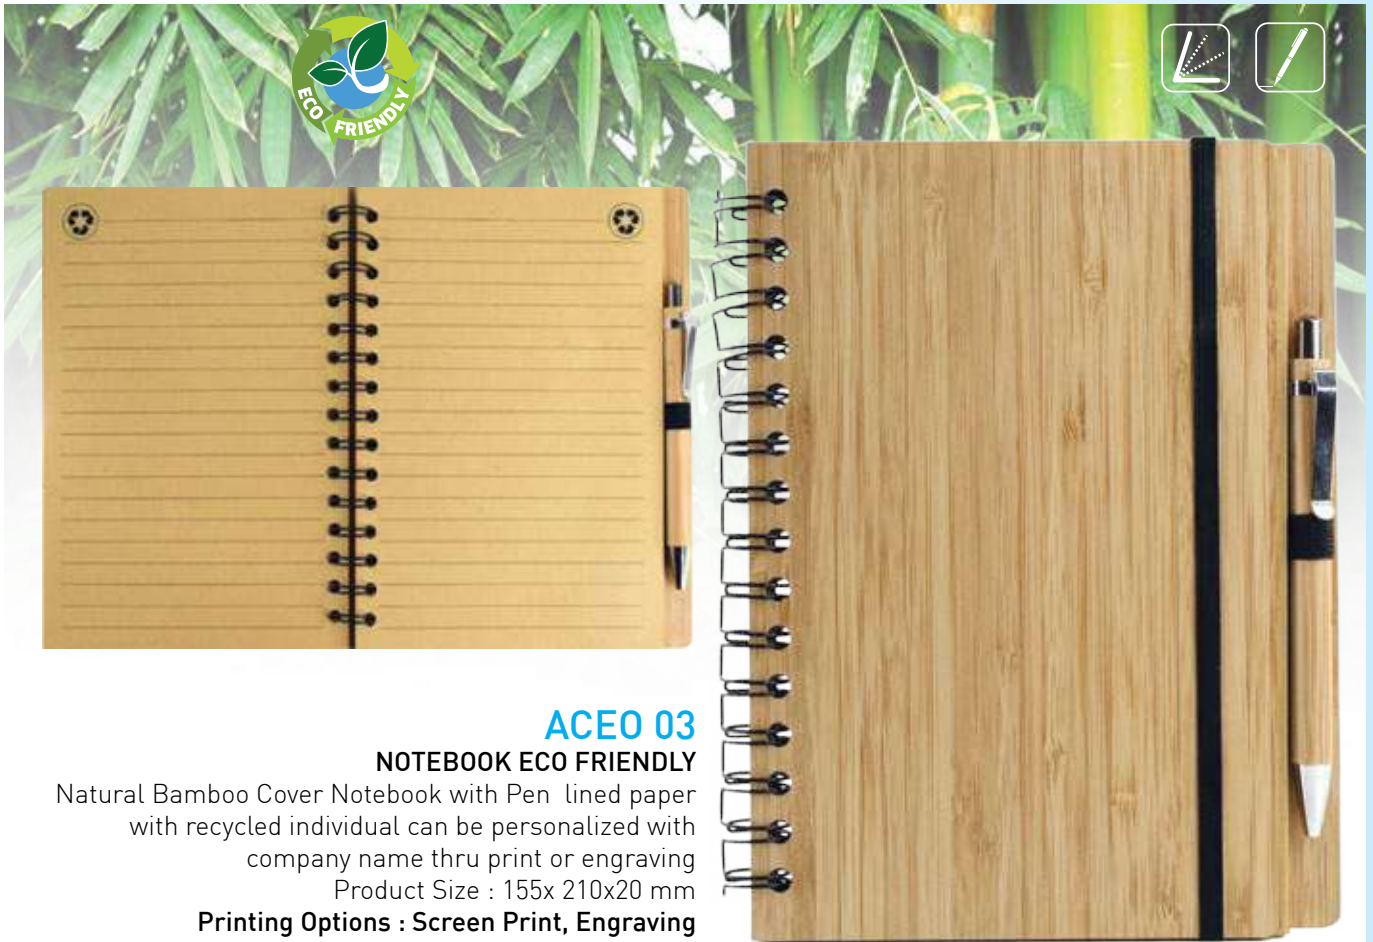 ECO FRIENDLY
ACEO 03
NOTEBOOK ECO FRIENDLY
Natural Bamboo Cover Notebook with Pen lined paper
with recycled individual can be personalized with
company name thru print or engraving
Product Size : 155x 210x20 mm
Printing Options : Screen Print, Engraving